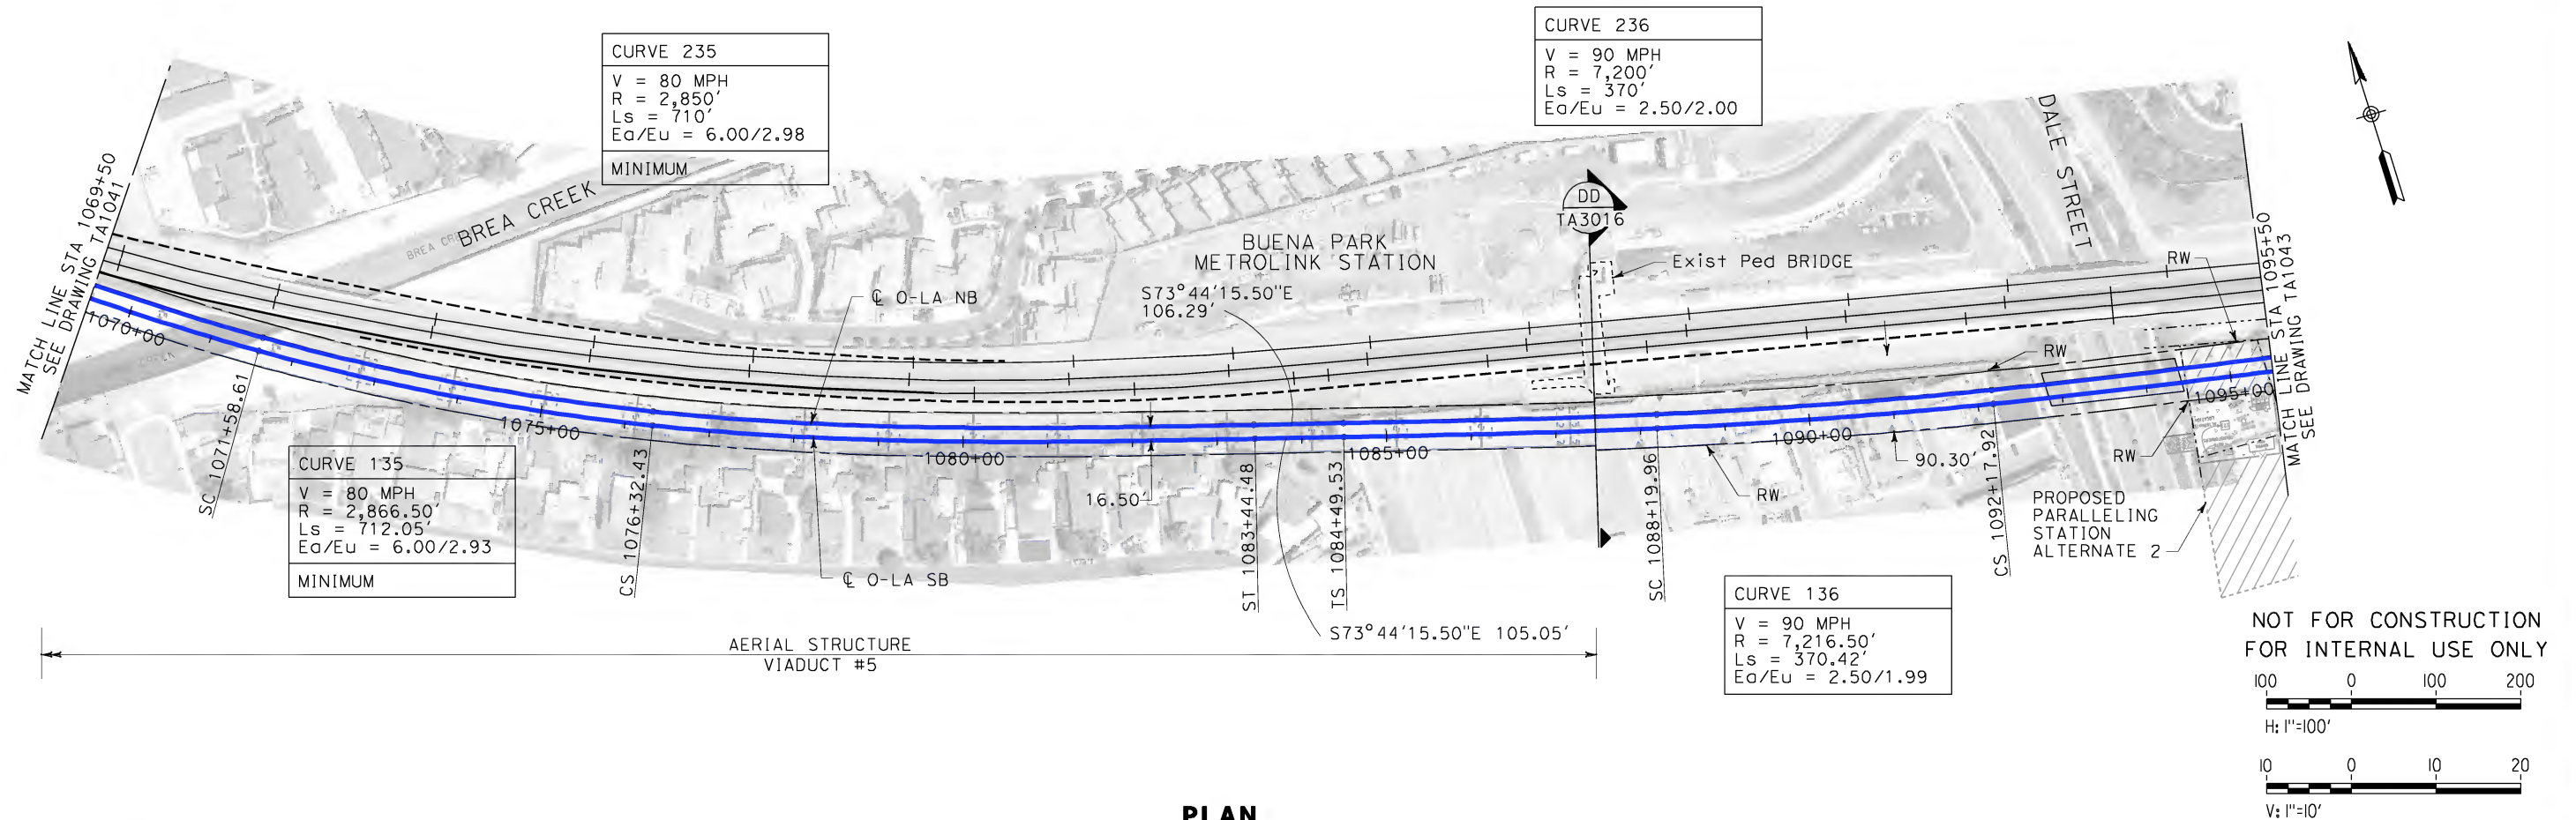 CURVE 235
V = 80 MPH
R = 2,850'
Ls = 710'
Ea/Eu = 6.00/2.98
MINIMUM
CURVE 236
V = 90 MPH
R = 7,200'
Ls = 370'
Ea/Eu = 2.50/2.00
MATCH LINE STA 1069+50
SEE DRAWING TA1041
BREA CREEK
BREA CREEK
CREEK
BUENA PARK
METROLINK STATION
DD
TA3016
Exist Ped BRIDGE
DALE STREET
RW
MATCH LINE STA 1095+50
SEE DRAWING TA1043
℄ O-LA NB
S73°44'15.50"E
106.29'
1070+00
1075+00
1080+00
1085+00
1090+00
1095+00
RW
SC 1071+58.61
CS 1076+32.43
16.50'
ST 1083+44.48
TS 1084+49.53
SC 1088+19.96
CS 1092+17.92
90.30'
RW
RW
PROPOSED
PARALLELING
STATION
ALTERNATE 2
CURVE 135
V = 80 MPH
R = 2,866.50'
Ls = 712.05'
Ea/Eu = 6.00/2.93
MINIMUM
℄ O-LA SB
S73°44'15.50"E 105.05'
CURVE 136
V = 90 MPH
R = 7,216.50'
Ls = 370.42'
Ea/Eu = 2.50/1.99
AERIAL STRUCTURE
VIADUCT #5
NOT FOR CONSTRUCTION
FOR INTERNAL USE ONLY
100 0 100 200
H: 1"=100'
10 0 10 20
V: 1"=10'
PLAN